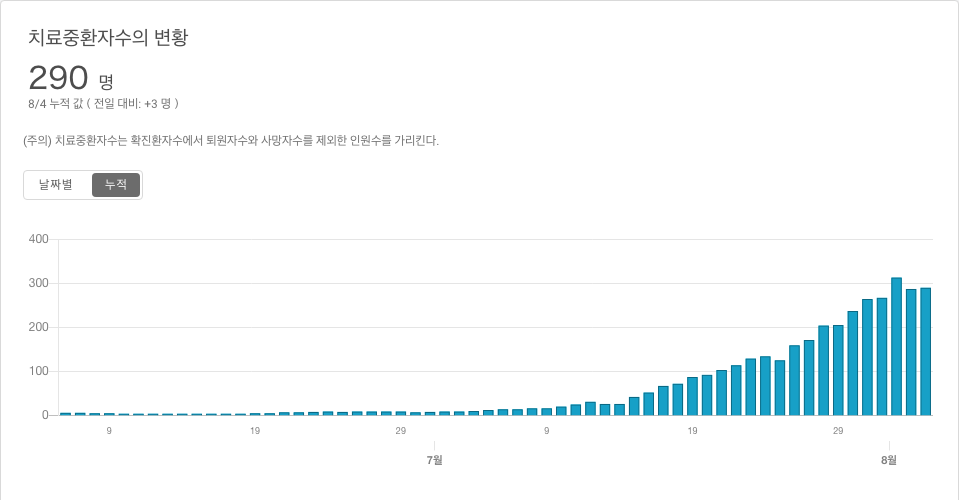 치료중환자수의 변황
290 명
8/4 누적 값 ( 전일 대비: +3 명 )
(주의) 치료중환자수는 확진환자수에서 퇴원자수와 사망자수를 제외한 인원수를 가리킨다.
날짜별 누적
400
300
200
100
0
9 19 29 9 19 29
7월 8월